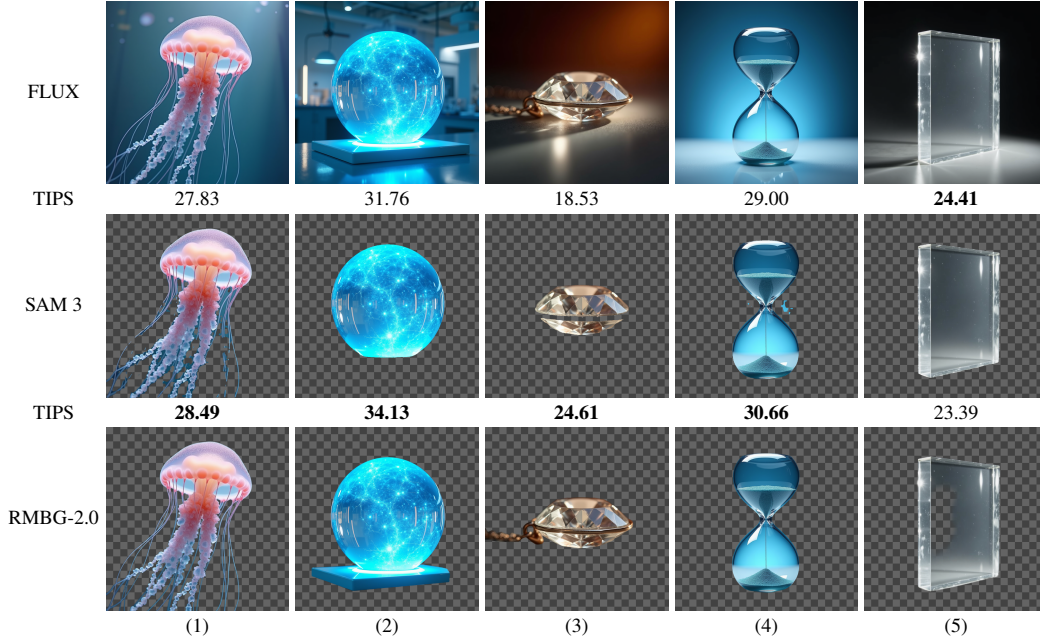 FLUX
TIPS 27.83 31.76 18.53 29.00 24.41
SAM 3
TIPS 28.49 34.13 24.61 30.66 23.39
RMBG-2.0
(1) (2) (3) (4) (5)